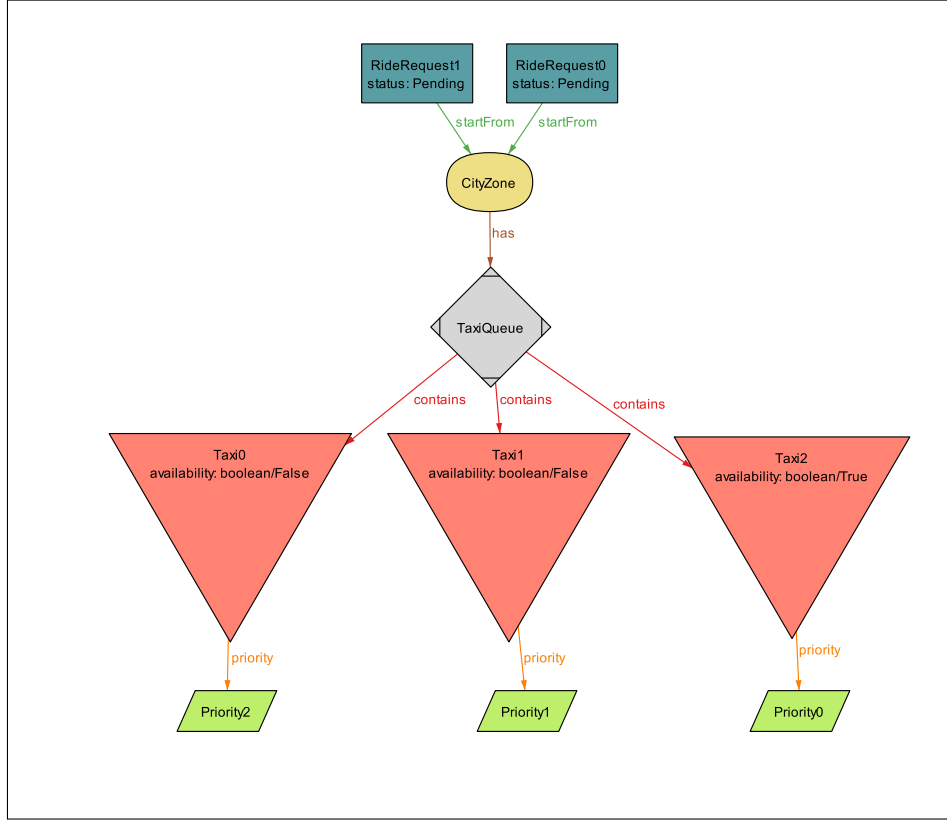 RideRequest1
status: Pending
RideRequest0
status: Pending
startFrom
startFrom
CityZone
has
TaxiQueue
contains
contains
contains
Taxi0
availability: boolean/False
Taxi1
availability: boolean/False
Taxi2
availability: boolean/True
priority
priority
priority
Priority2
Priority1
Priority0